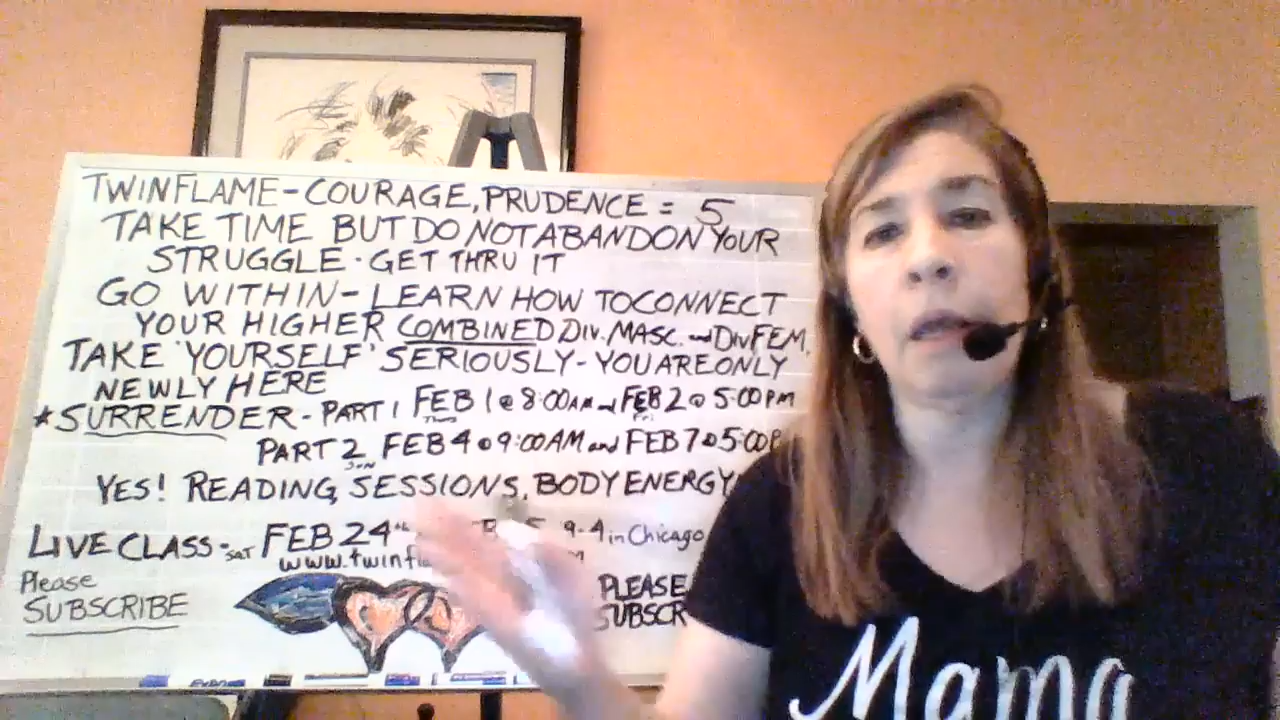 TWINFLAME-COURAGE, PRUDENCE = 5
TAKE TIME BUT DO NOT ABANDON YOUR
STRUGGLE. GET THRU IT
GO WITHIN - LEARN HOW TO CONNECT
YOUR HIGHER COMBINED DIV. MASC. and DIV FEM.
TAKE 'YOURSELF' SERIOUSLY - YOU ARE ONLY
NEWLY HERE
*SURRENDER - PART 1 FEB 1 @ 8:00AM and FEB 2 @ 5:00PM
Thurs Fri
PART 2 FEB 4 @ 9:00AM and FEB 7 @ 5:00P
SUN
YES! READING, SESSIONS, BODY ENERGY
LIVE CLASS - SAT FEB 24th 9-4 in Chicago
www.twinfl
Please
SUBSCRIBE
PLEASE
SUBSCR
Mama